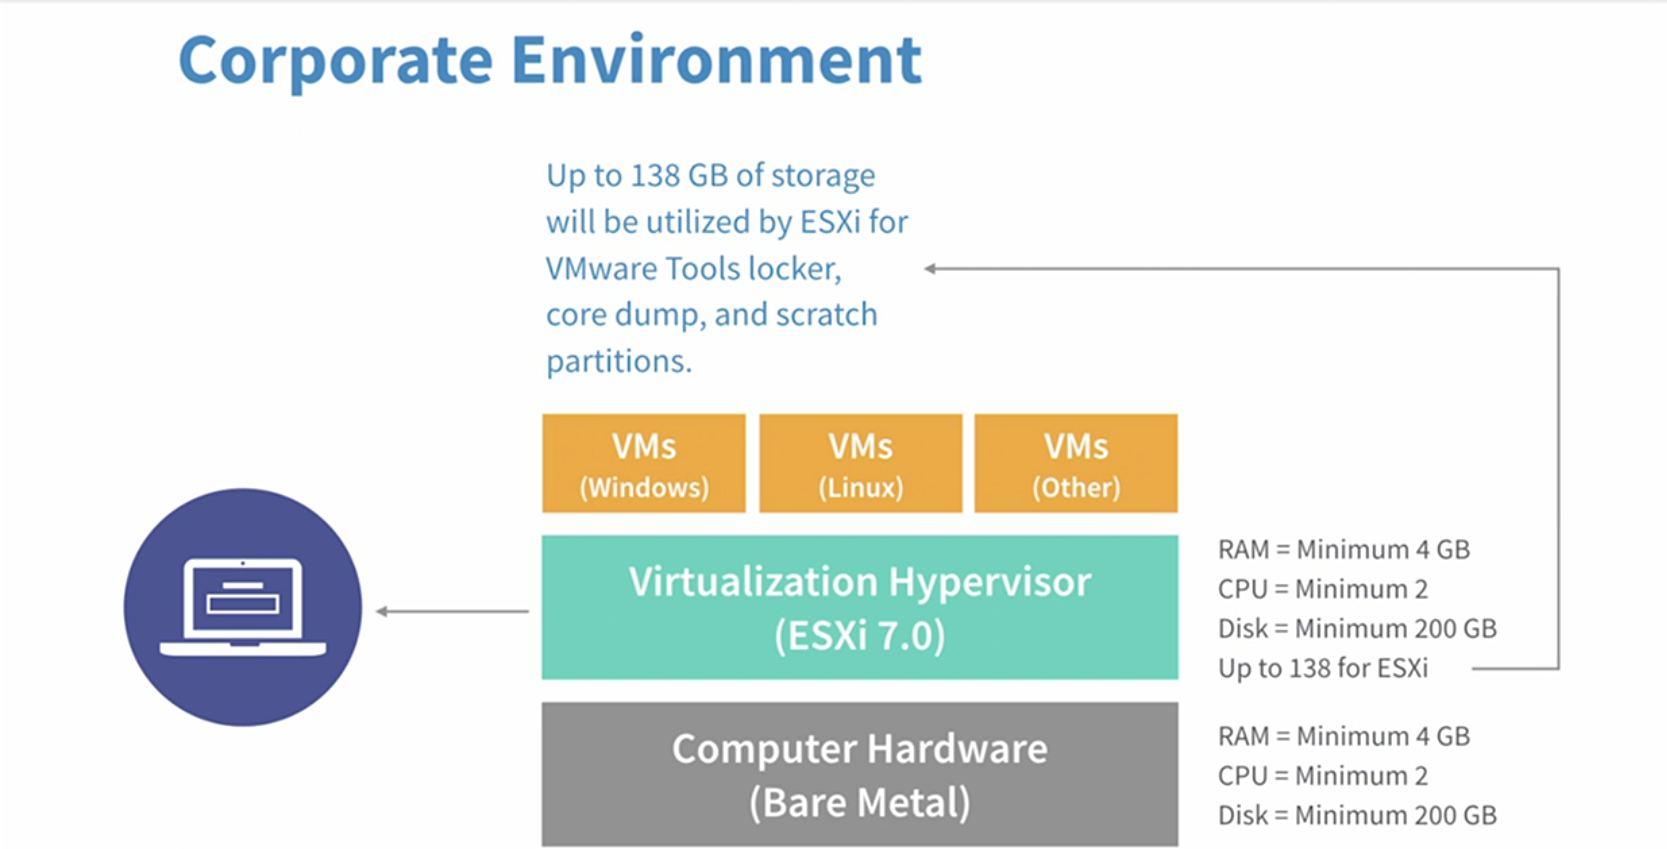 Corporate Environment
Up to 138 GB of storage
will be utilized by ESXi for
VMware Tools locker,
core dump, and scratch
partitions.
VMs
(Windows)
VMs
(Linux)
VMs
(Other)
Virtualization Hypervisor
(ESXi 7.0)
RAM = Minimum 4 GB
CPU = Minimum 2
Disk = Minimum 200 GB
Up to 138 for ESXi
Computer Hardware
(Bare Metal)
RAM = Minimum 4 GB
CPU = Minimum 2
Disk = Minimum 200 GB